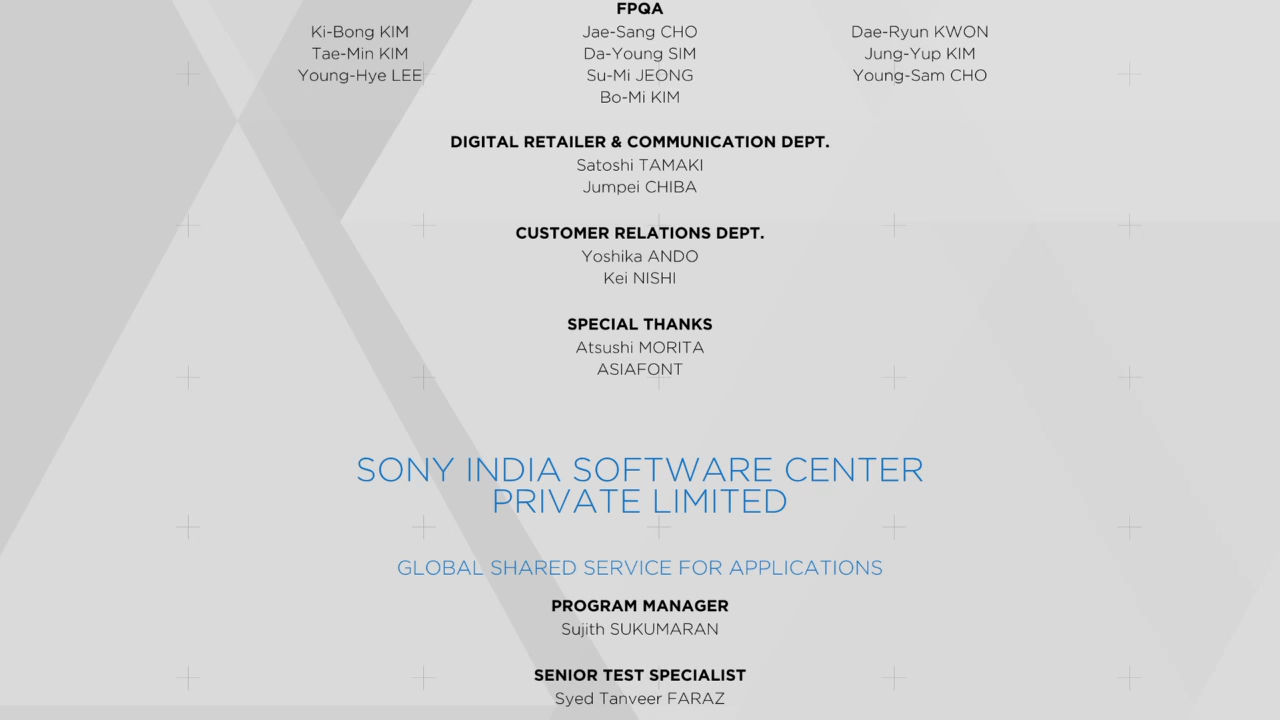 FPQA
Ki-Bong KIM Jae-Sang CHO Dae-Ryun KWON
Tae-Min KIM Da-Young SIM Jung-Yup KIM
Young-Hye LEE Su-Mi JEONG Young-Sam CHO
Bo-Mi KIM
DIGITAL RETAILER & COMMUNICATION DEPT.
Satoshi TAMAKI
Jumpei CHIBA
CUSTOMER RELATIONS DEPT.
Yoshika ANDO
Kei NISHI
SPECIAL THANKS
Atsushi MORITA
ASIAFONT
SONY INDIA SOFTWARE CENTER
PRIVATE LIMITED
GLOBAL SHARED SERVICE FOR APPLICATIONS
PROGRAM MANAGER
Sujith SUKUMARAN
SENIOR TEST SPECIALIST
Syed Tanveer FARAZ